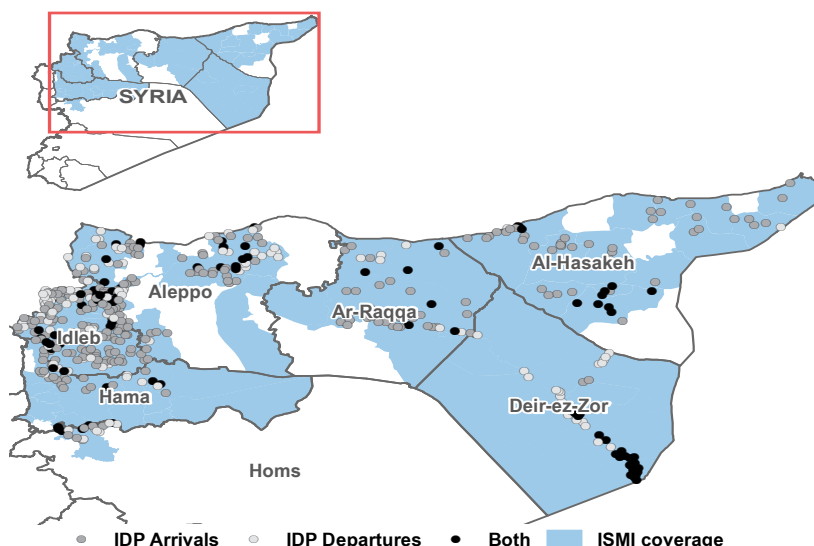 SYRIA
Al-Hasakeh
Aleppo
Ar-Raqqa
Idleb
Hama
Deir-ez-Zor
Homs
IDP Arrivals IDP Departures Both ISMI coverage